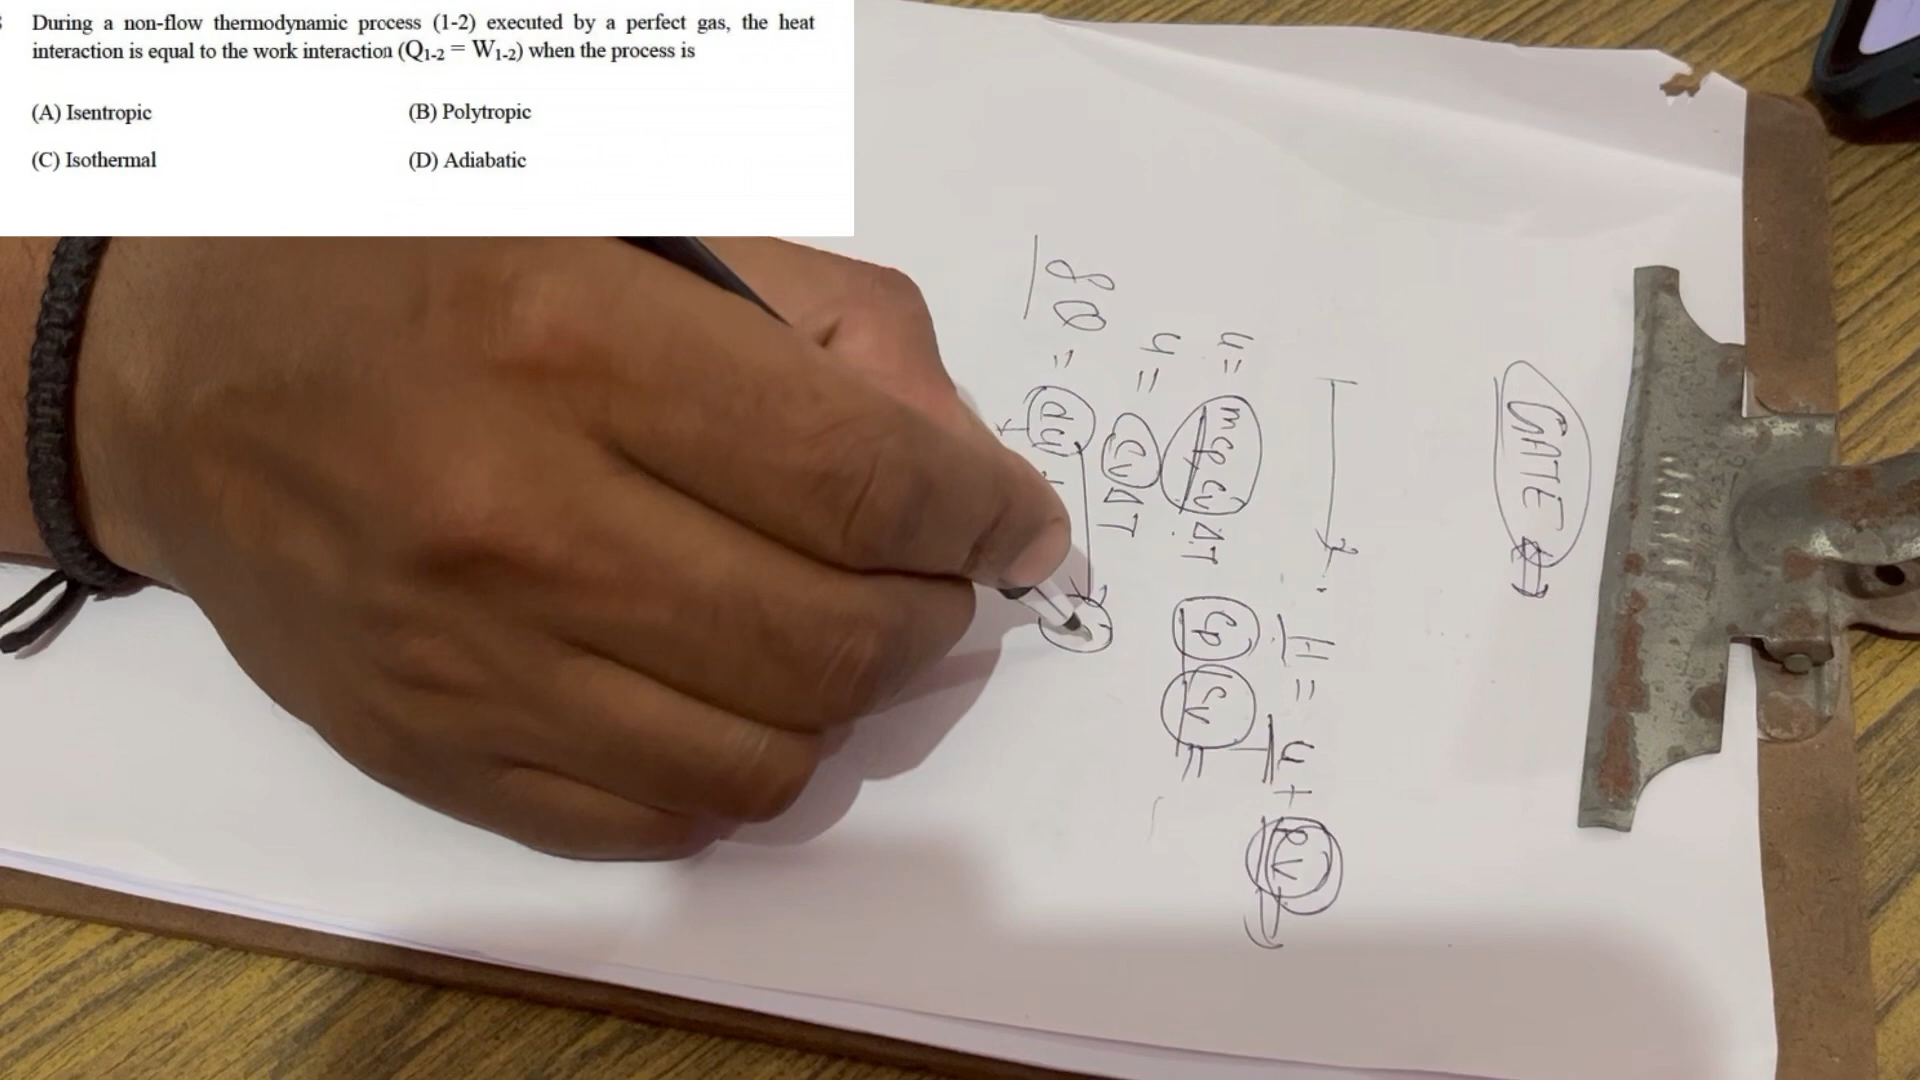 During a non-flow thermodynamic process (1-2) executed by a perfect gas, the heat
interaction is equal to the work interaction (Q1-2 = W1-2) when the process is
(A) Isentropic
(B) Polytropic
(C) Isothermal
(D) Adiabatic
GATE
H = u + PV
u = mcpcv ΔT
Cp Cv
u = Cv ΔT
δQ = du